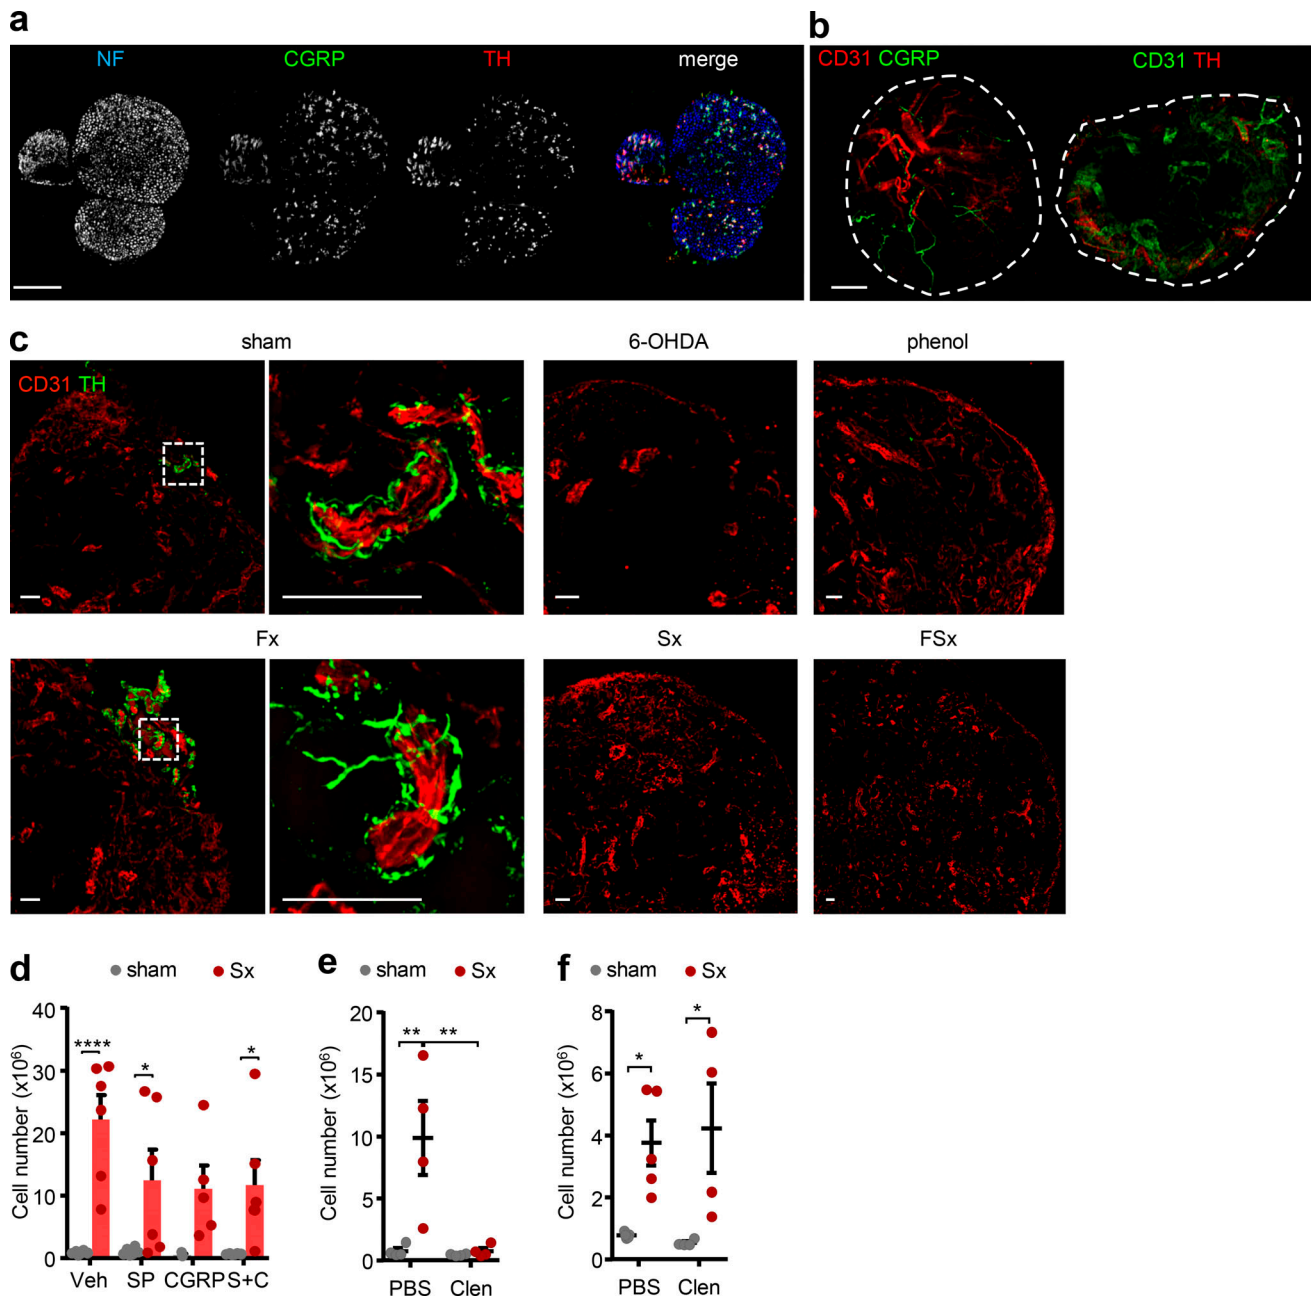 a
NF CGRP TH merge
b
CD31 CGRP CD31 TH
c
sham 6-OHDA phenol
CD31 TH
Fx Sx FSx
d
sham Sx
Cell number (x10⁶)
40
30
20
10
0
**** * *
Veh SP CGRP S+C
e
sham Sx
Cell number (x10⁶)
20
15
10
5
0
** **
PBS Clen
f
sham Sx
Cell number (x10⁶)
8
6
4
2
0
* *
PBS Clen